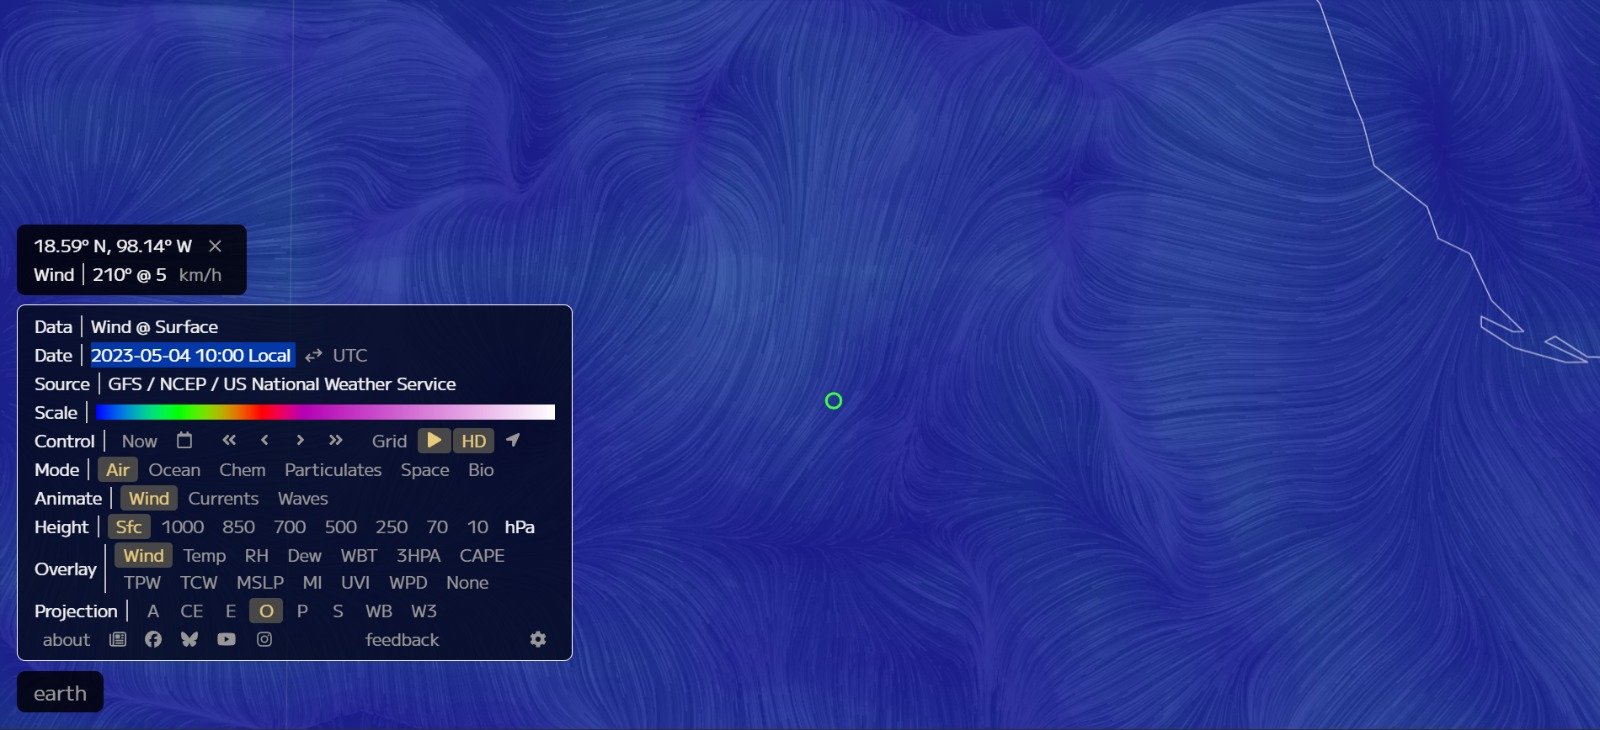 18.59° N, 98.14° W ×
Wind | 210° @ 5 km/h
Data | Wind @ Surface
Date | 2023-05-04 10:00 Local ⇄ UTC
Source | GFS / NCEP / US National Weather Service
Scale |
Control | Now « ‹ › » Grid HD
Mode | Air Ocean Chem Particulates Space Bio
Animate | Wind Currents Waves
Height | Sfc 1000 850 700 500 250 70 10 hPa
Overlay | Wind Temp RH Dew WBT 3HPA CAPE
TPW TCW MSLP MI UVI WPD None
Projection | A CE E O P S WB W3
about feedback
earth